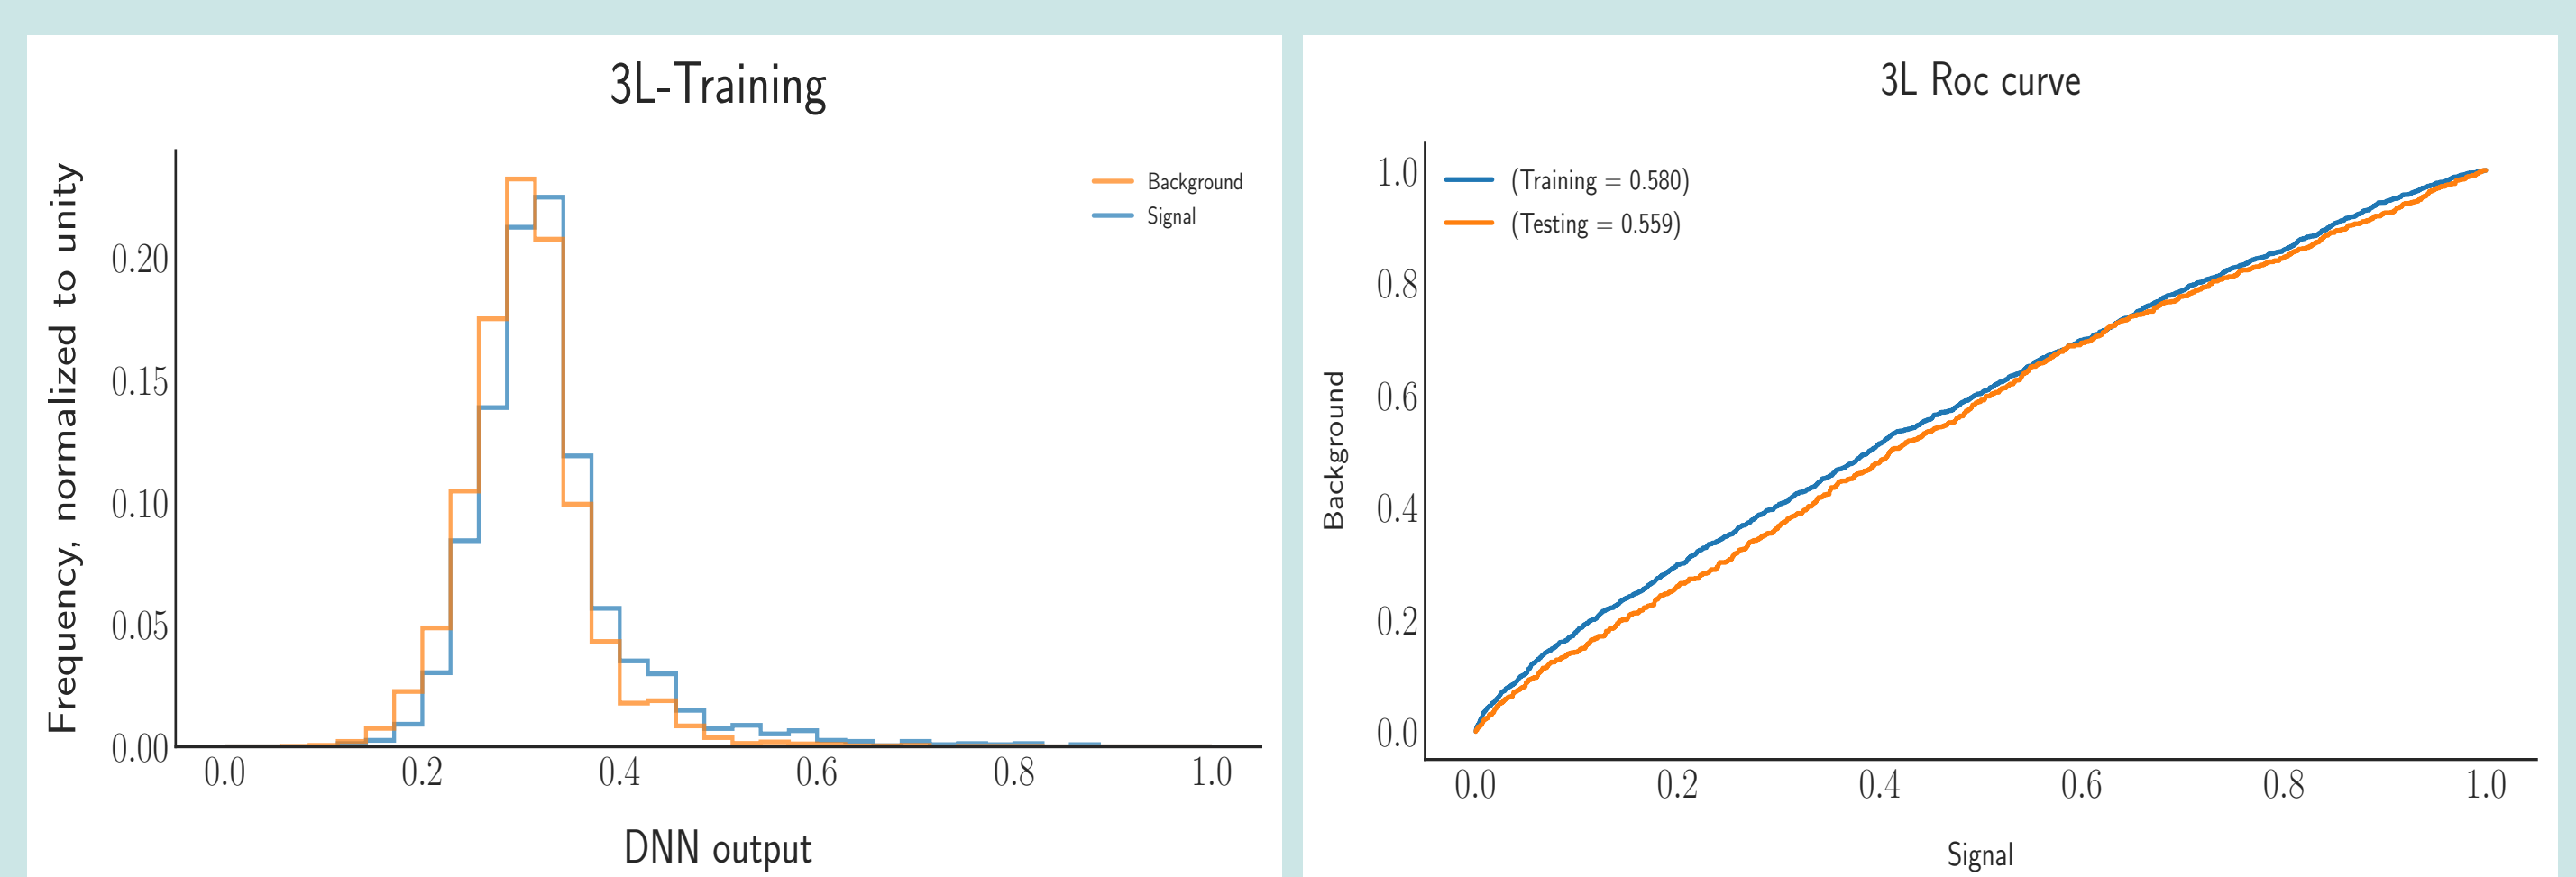 3L-Training
Frequency, normalized to unity
0.20
0.15
0.10
0.05
0.00
Background
Signal
0.0 0.2 0.4 0.6 0.8 1.0
DNN output
3L Roc curve
Background
1.0
0.8
0.6
0.4
0.2
0.0
(Training = 0.580)
(Testing = 0.559)
0.0 0.2 0.4 0.6 0.8 1.0
Signal